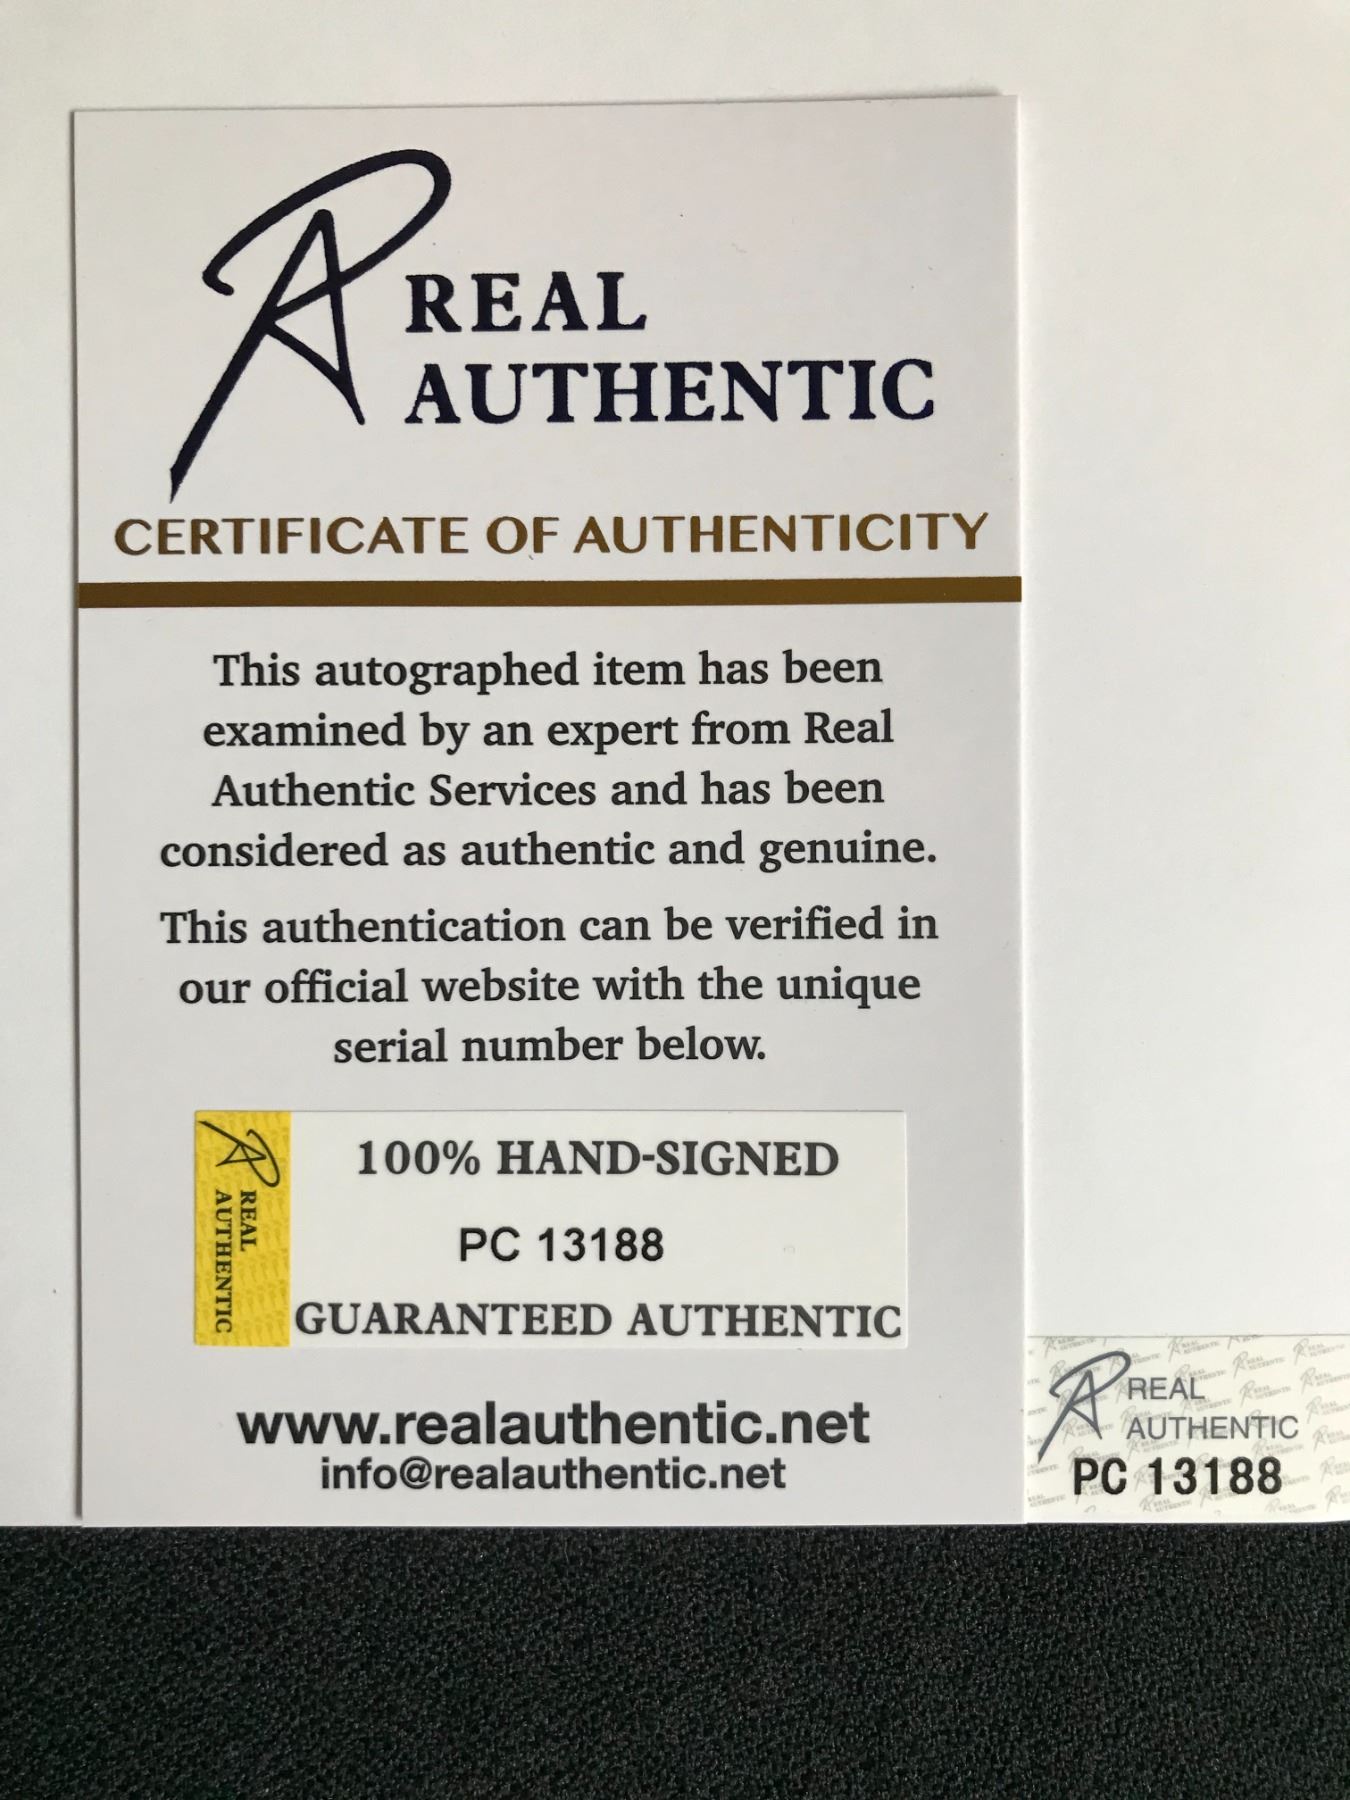 REAL
AUTHENTIC
CERTIFICATE OF AUTHENTICITY
This autographed item has been
examined by an expert from Real
Authentic Services and has been
considered as authentic and genuine.
This authentication can be verified in
our official website with the unique
serial number below.
REAL
AUTHENTIC
100% HAND-SIGNED
PC 13188
GUARANTEED AUTHENTIC
www.realauthentic.net
info@realauthentic.net
REAL
AUTHENTIC
PC 13188